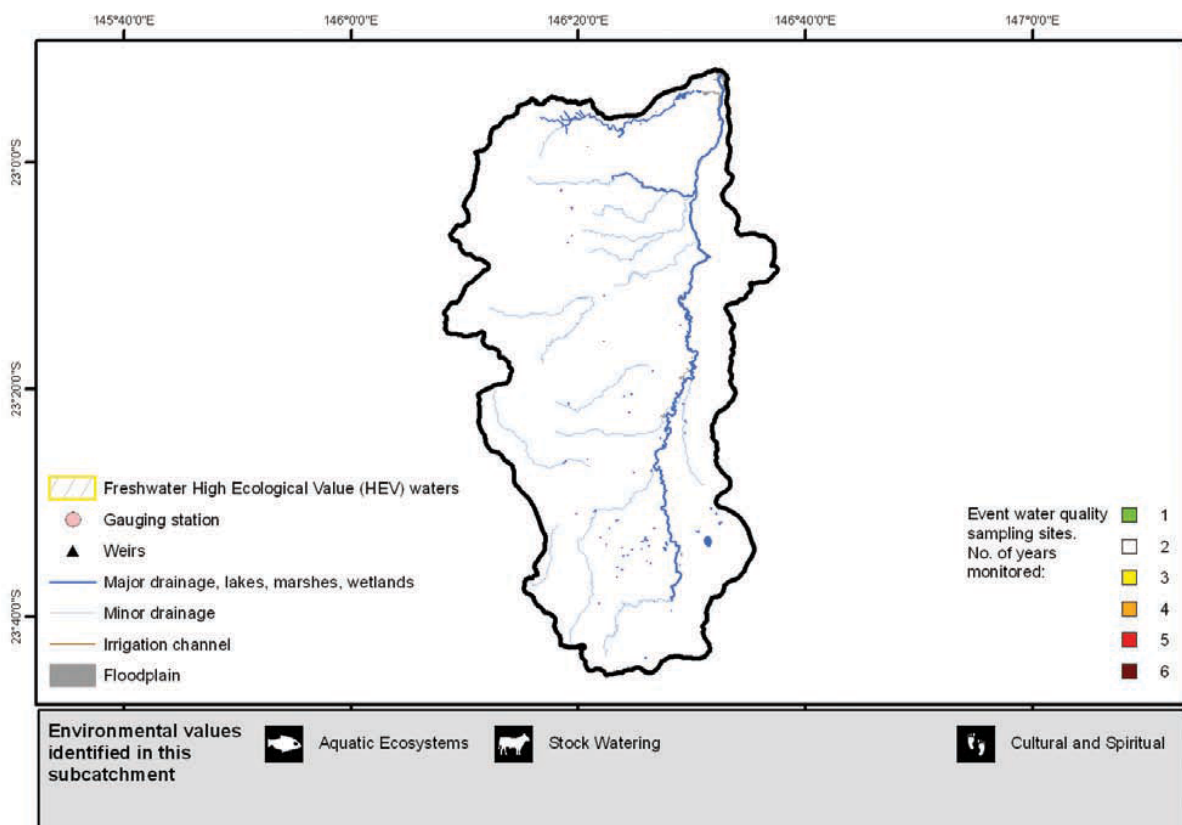 145°40'0"E
146°0'0"E
146°20'0"E
146°40'0"E
147°0'0"E
23°0'0"S
23°20'0"S
23°40'0"S
Freshwater High Ecological Value (HEV) waters
Gauging station
Weirs
Major drainage, lakes, marshes, wetlands
Minor drainage
Irrigation channel
Floodplain
Event water quality
sampling sites.
No. of years
monitored:
1
2
3
4
5
6
Environmental values
identified in this
subcatchment
Aquatic Ecosystems
Stock Watering
Cultural and Spiritual